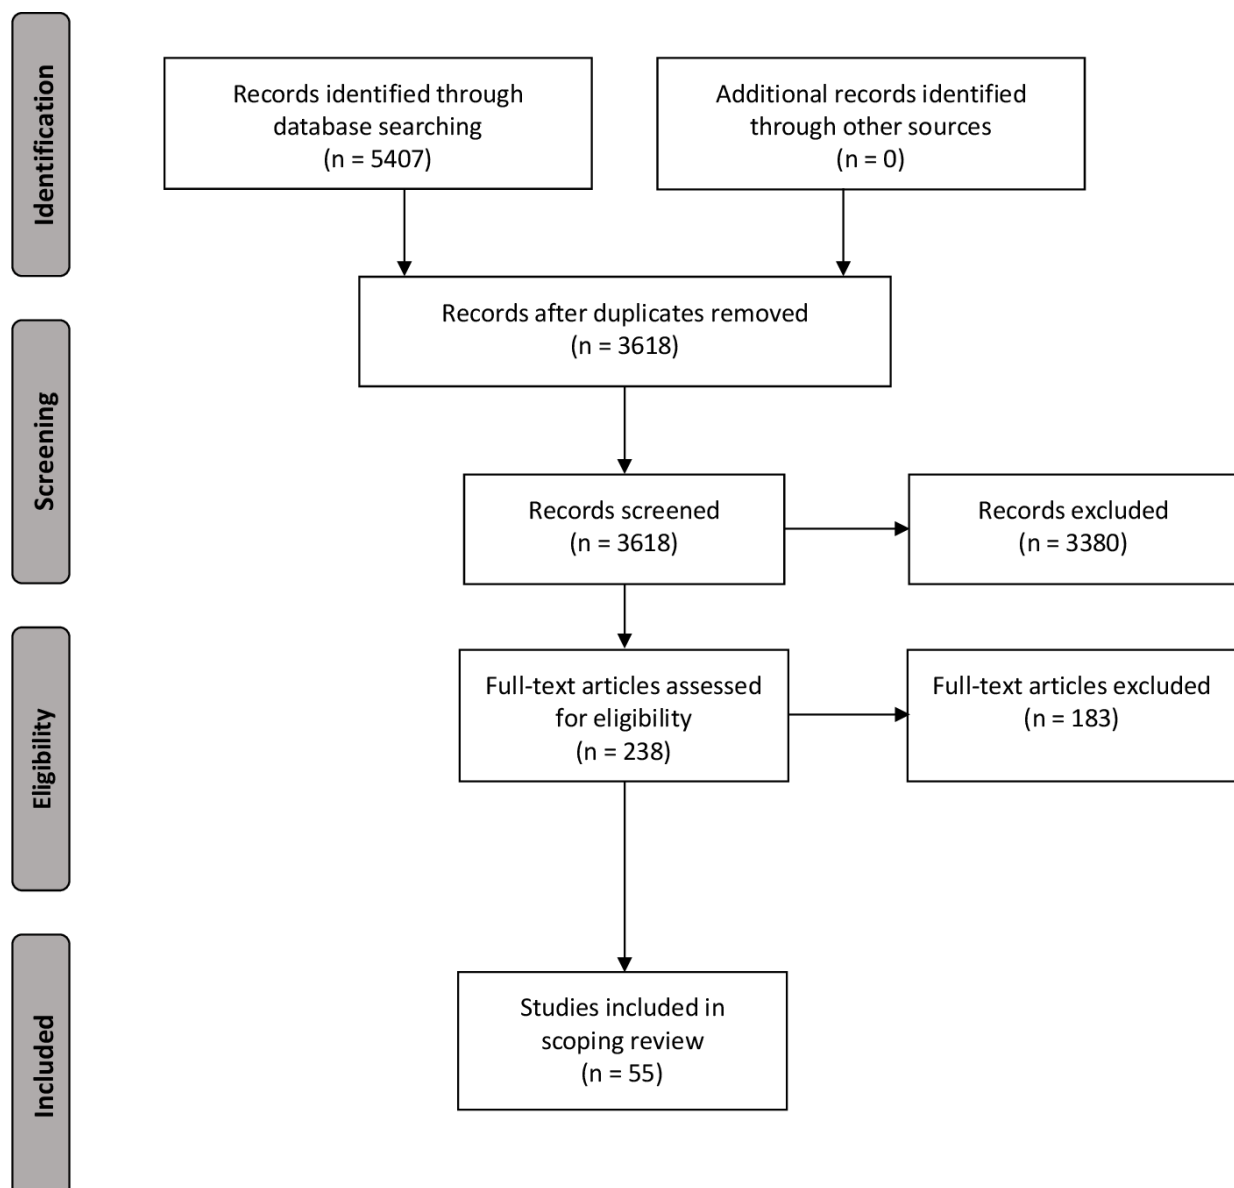 Identification
Records identified through
database searching
(n = 5407)
Additional records identified
through other sources
(n = 0)
Records after duplicates removed
(n = 3618)
Screening
Records screened
(n = 3618)
Records excluded
(n = 3380)
Eligibility
Full-text articles assessed
for eligibility
(n = 238)
Full-text articles excluded
(n = 183)
Included
Studies included in
scoping review
(n = 55)